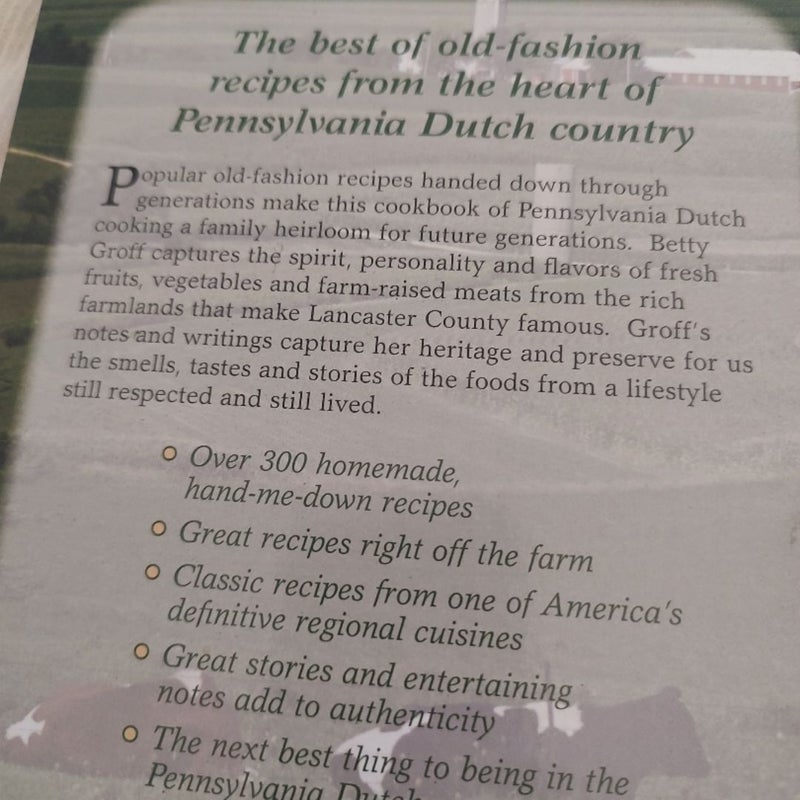 The best of old-fashion
recipes from the heart of
Pennsylvania Dutch country
Popular old-fashion recipes handed down through
generations make this cookbook of Pennsylvania Dutch
cooking a family heirloom for future generations. Betty
Groff captures the spirit, personality and flavors of fresh
fruits, vegetables and farm-raised meats from the rich
farmlands that make Lancaster County famous. Groff's
notes and writings capture her heritage and preserve for us
the smells, tastes and stories of the foods from a lifestyle
still respected and still lived.
Over 300 homemade,
hand-me-down recipes
Great recipes right off the farm
Classic recipes from one of America's
definitive regional cuisines
Great stories and entertaining
notes add to authenticity
The next best thing to being in the
Pennsylvania Dutch